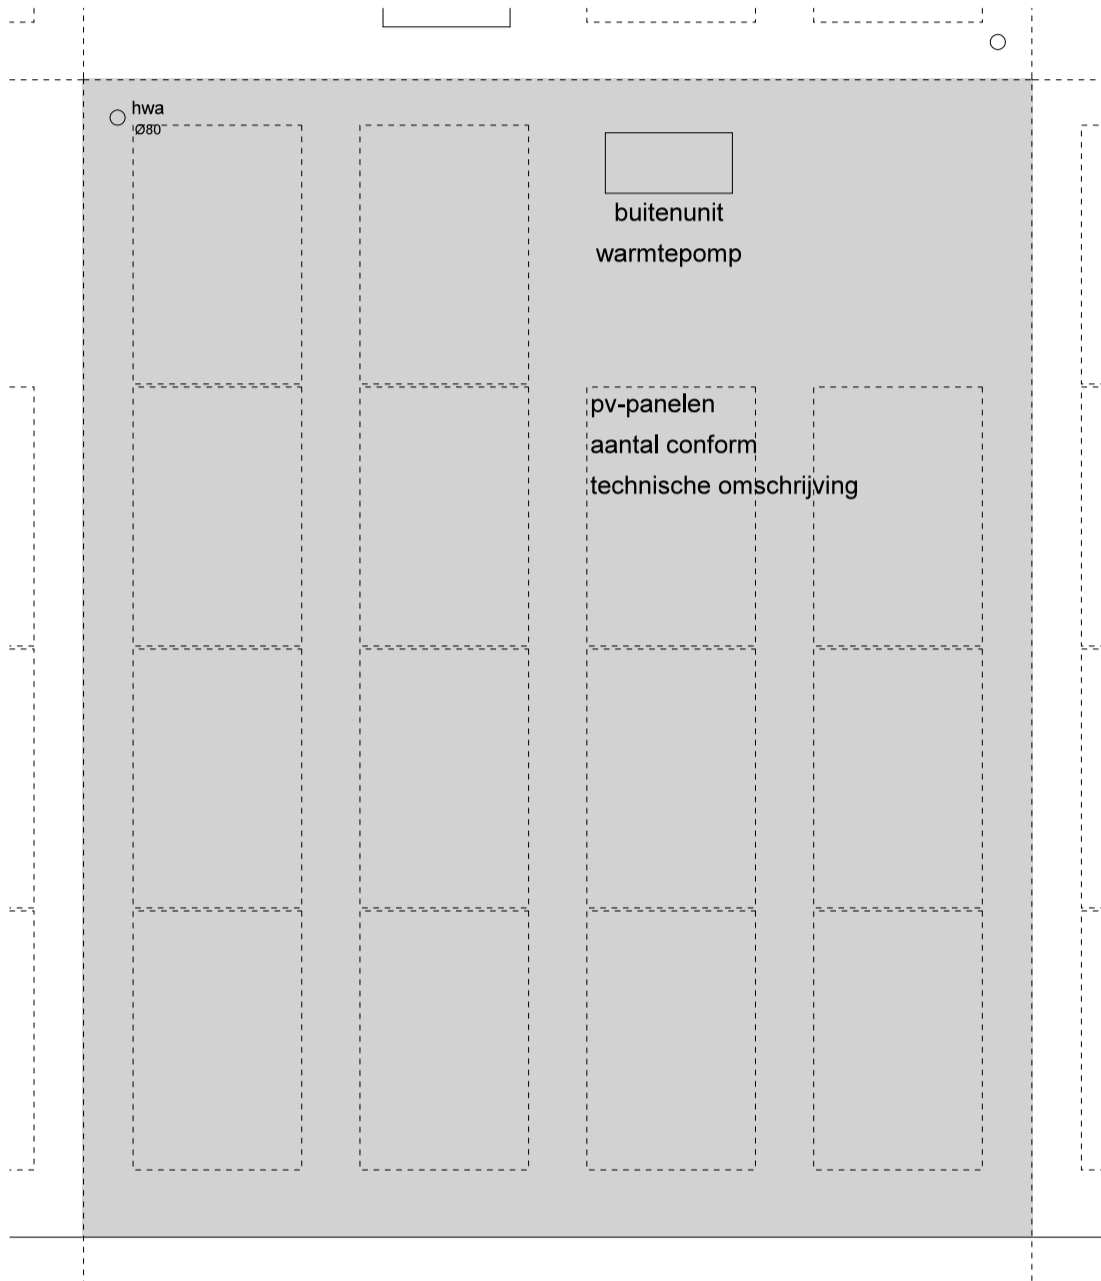 hwa
Ø80
buitenunit
warmtepomp
pv-panelen
aantal conform
technische omschrijving